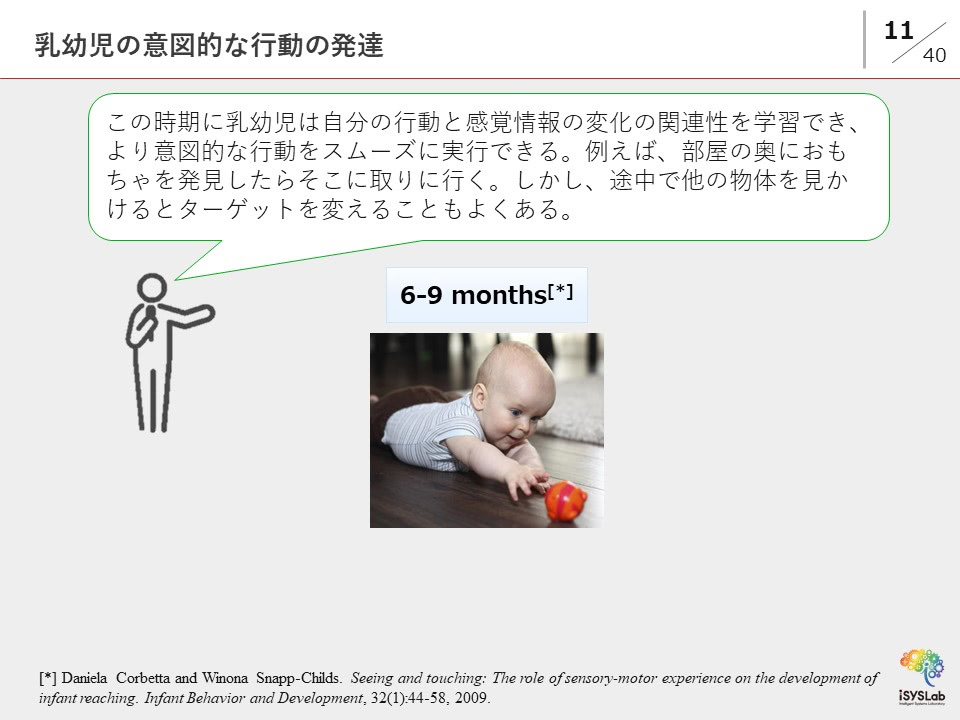 乳幼児の意図的な行動の発達
11
40
この時期に乳幼児は自分の行動と感覚情報の変化の関連性を学習でき、
より意図的な行動をスムーズに実行できる。例えば、部屋の奥におも
ちゃを発見したらそこに取りに行く。しかし、途中で他の物体を見か
けるとターゲットを変えることもよくある。
6-9 months[*]
[*] Daniela Corbetta and Winona Snapp-Childs. Seeing and touching: The role of sensory-motor experience on the development of
infant reaching. Infant Behavior and Development, 32(1):44-58, 2009.
iSYSLab
Intelligent Systems Laboratory